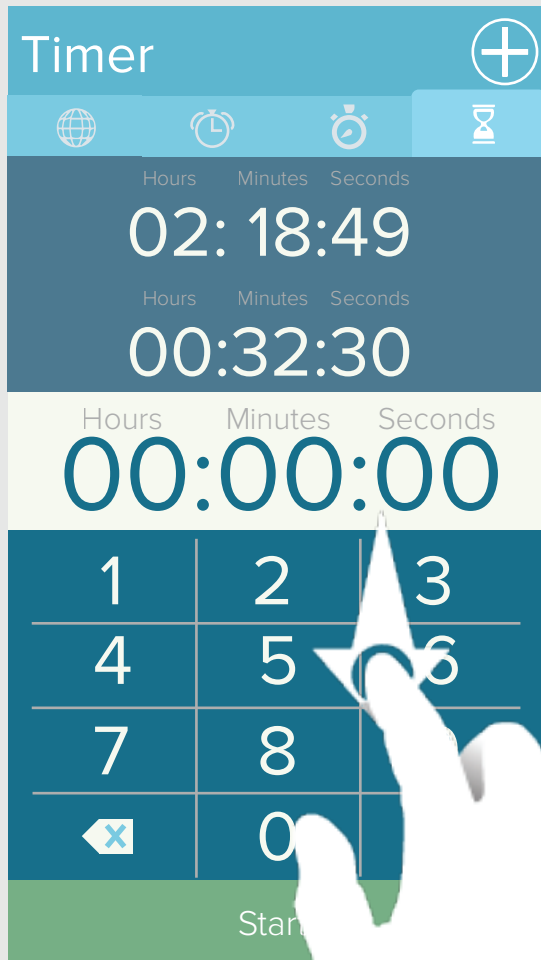 Timer
Hours Minutes Seconds
02: 18:49
Hours Minutes Seconds
00:32:30
Hours Minutes Seconds
00:00:00
1 2 3
4 5 6
7 8
0